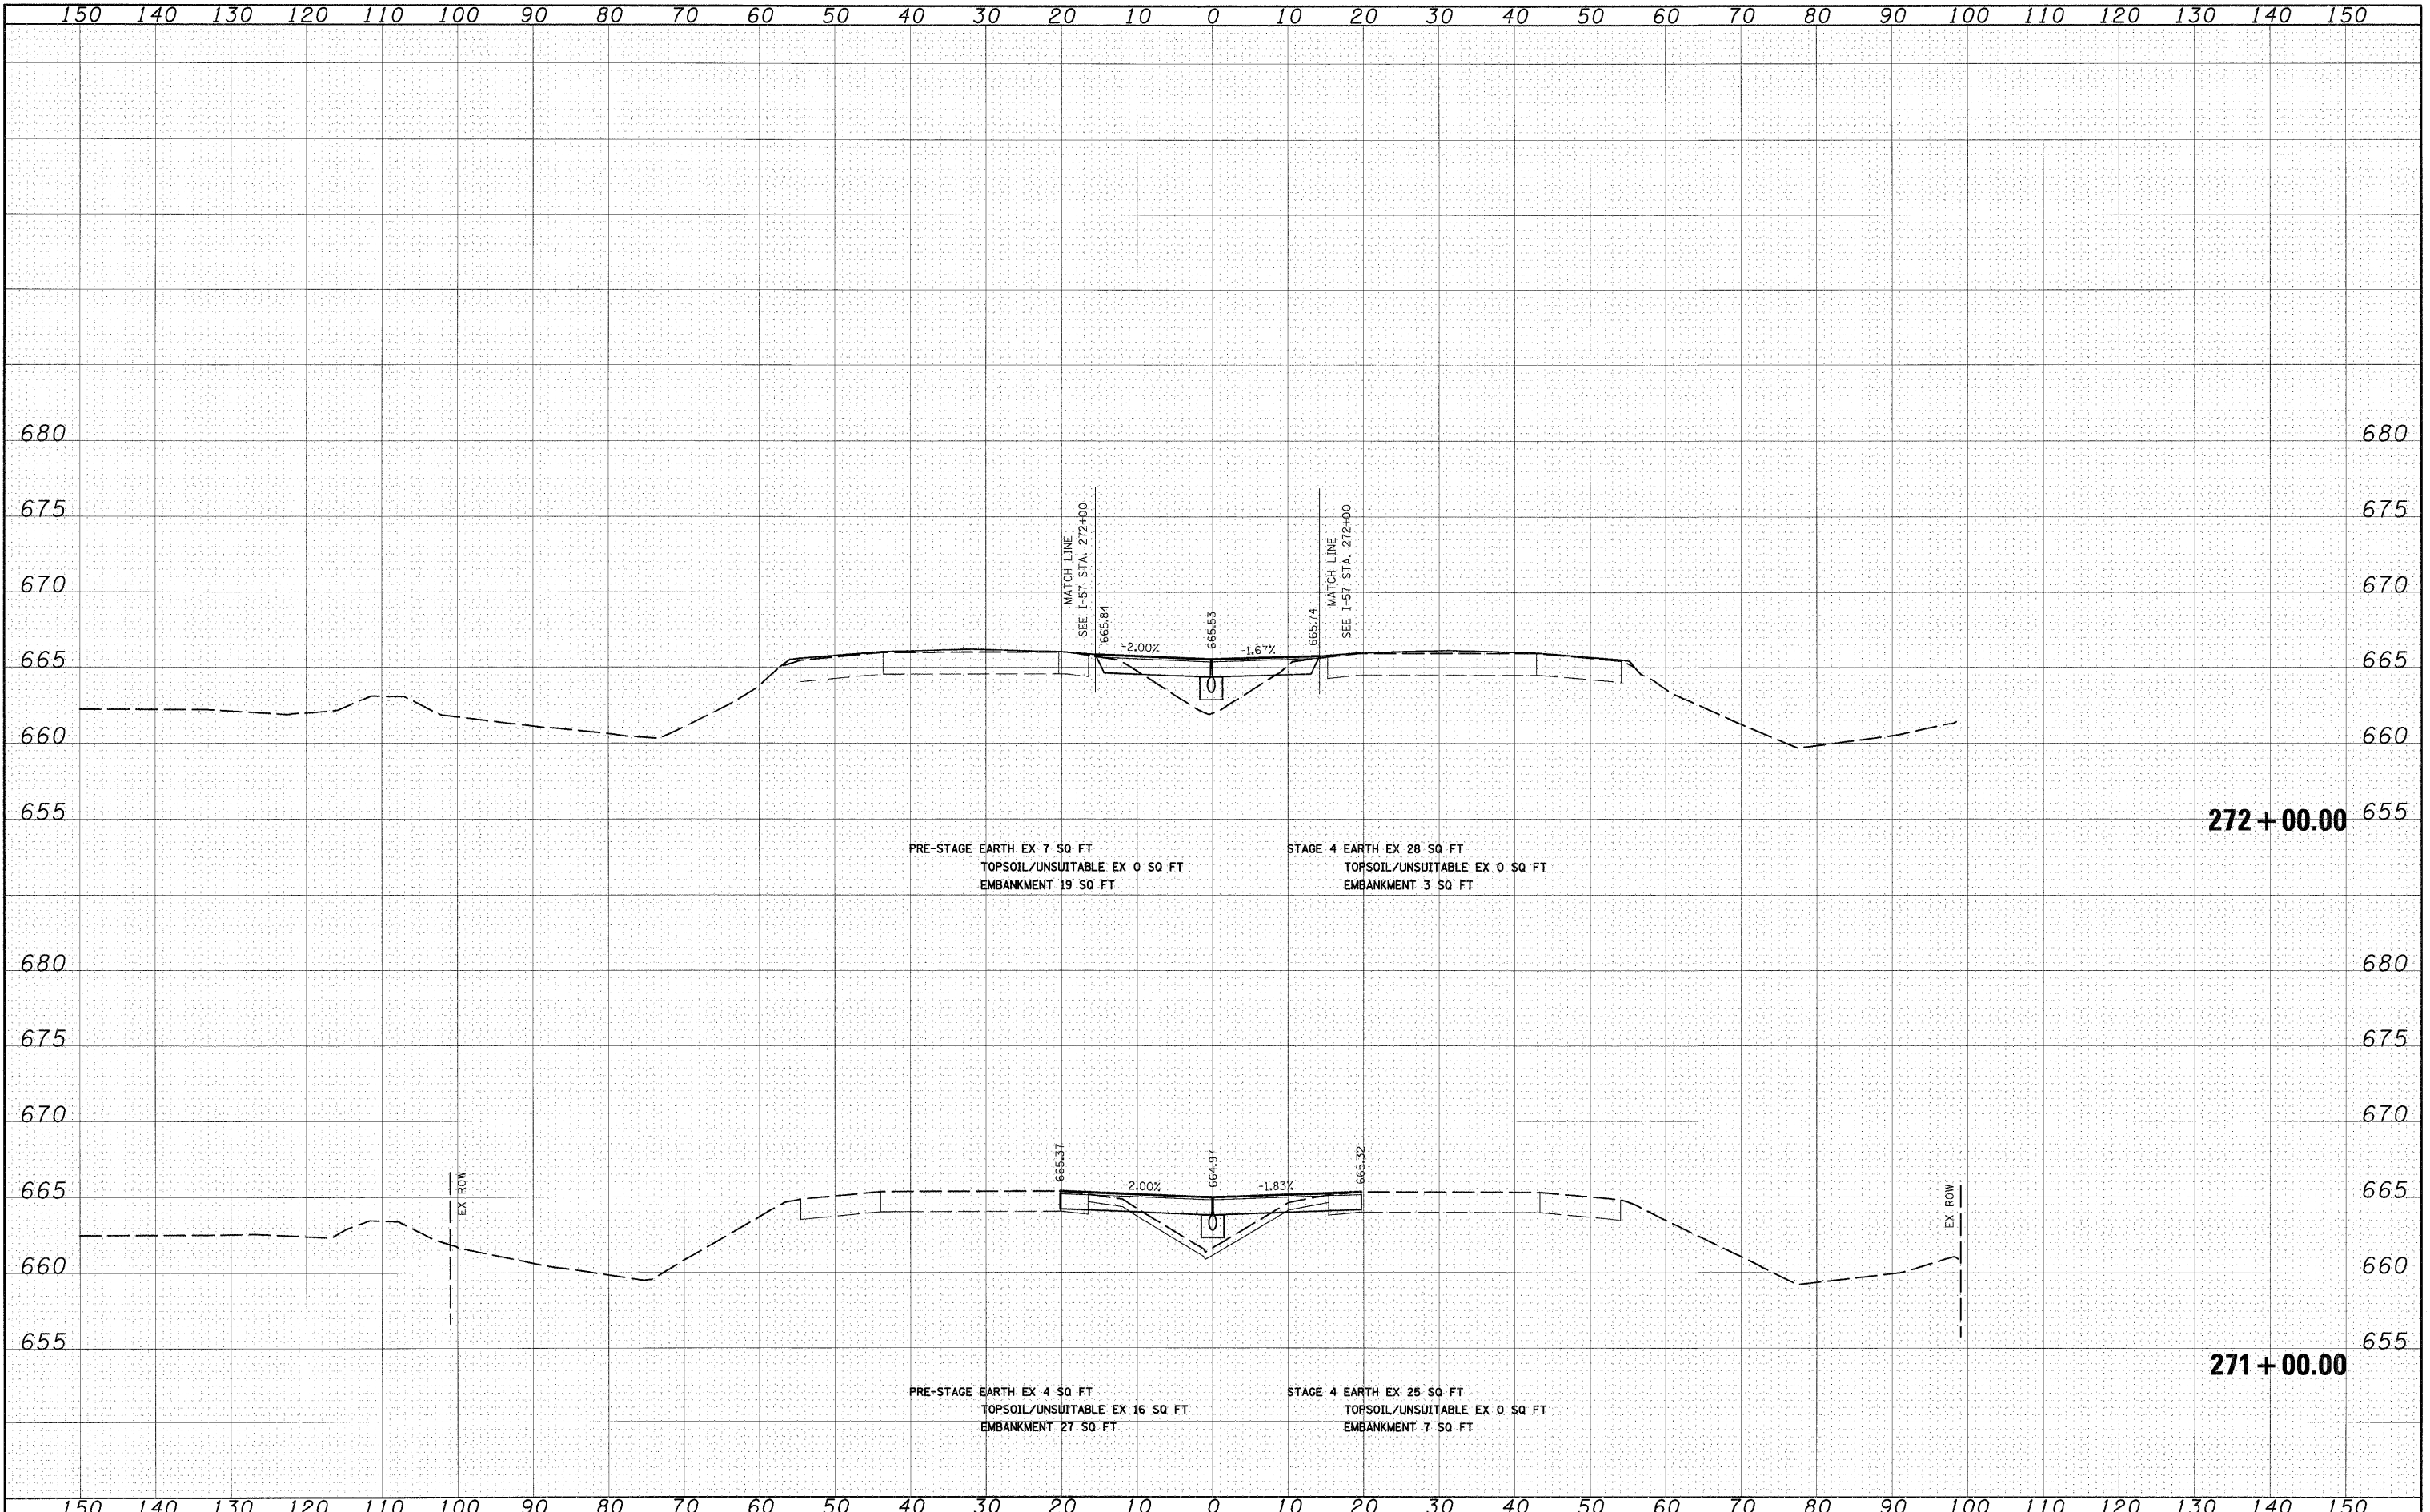 150 140 130 120 110 100 90 80 70 60 50 40 30 20 10 0 10 20 30 40 50 60 70 80 90 100 110 120 130 140 150
680 680
675 675
MATCH LINE
SEE I-57 STA. 272+00
MATCH LINE
SEE I-57 STA. 272+00
670 670
665.84
665.53
665.74
-2.00% -1.67%
665 665
660 660
655 655
272+00.00
PRE-STAGE EARTH EX 7 SQ FT
TOPSOIL/UNSUITABLE EX 0 SQ FT
EMBANKMENT 19 SQ FT
STAGE 4 EARTH EX 28 SQ FT
TOPSOIL/UNSUITABLE EX 0 SQ FT
EMBANKMENT 3 SQ FT
680 680
675 675
670 670
665.37
664.97
665.32
-2.00% -1.83%
EX ROW
EX ROW
665 665
660 660
655 655
271+00.00
PRE-STAGE EARTH EX 4 SQ FT
TOPSOIL/UNSUITABLE EX 16 SQ FT
EMBANKMENT 27 SQ FT
STAGE 4 EARTH EX 25 SQ FT
TOPSOIL/UNSUITABLE EX 0 SQ FT
EMBANKMENT 7 SQ FT
150 140 130 120 110 100 90 80 70 60 50 40 30 20 10 0 10 20 30 40 50 60 70 80 90 100 110 120 130 140 150